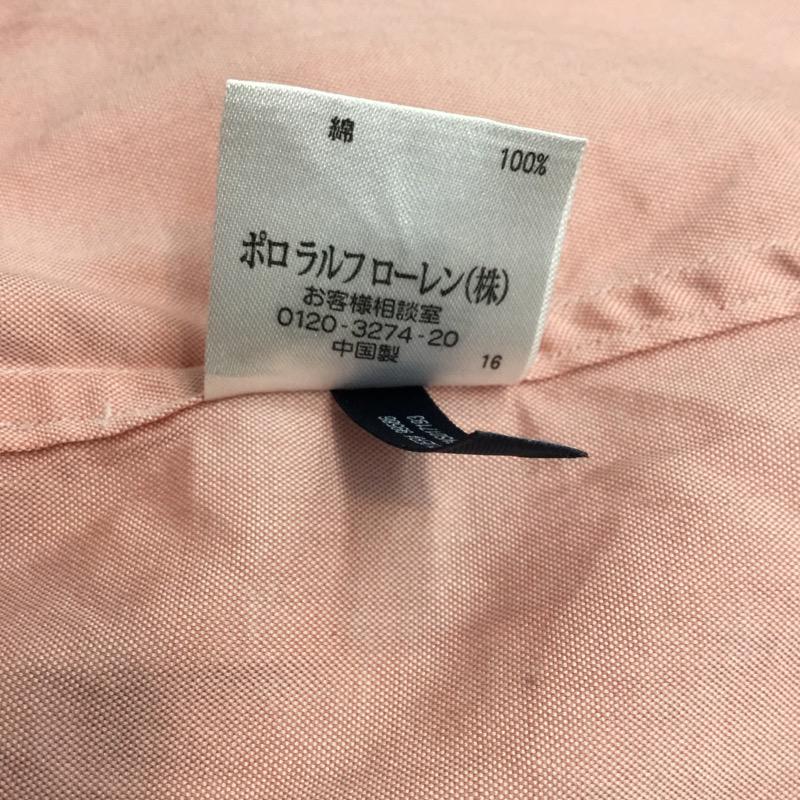 綿 100%
ポロ ラルフ ローレン(株)
お客様相談室
0120-3274-20
中国製 16